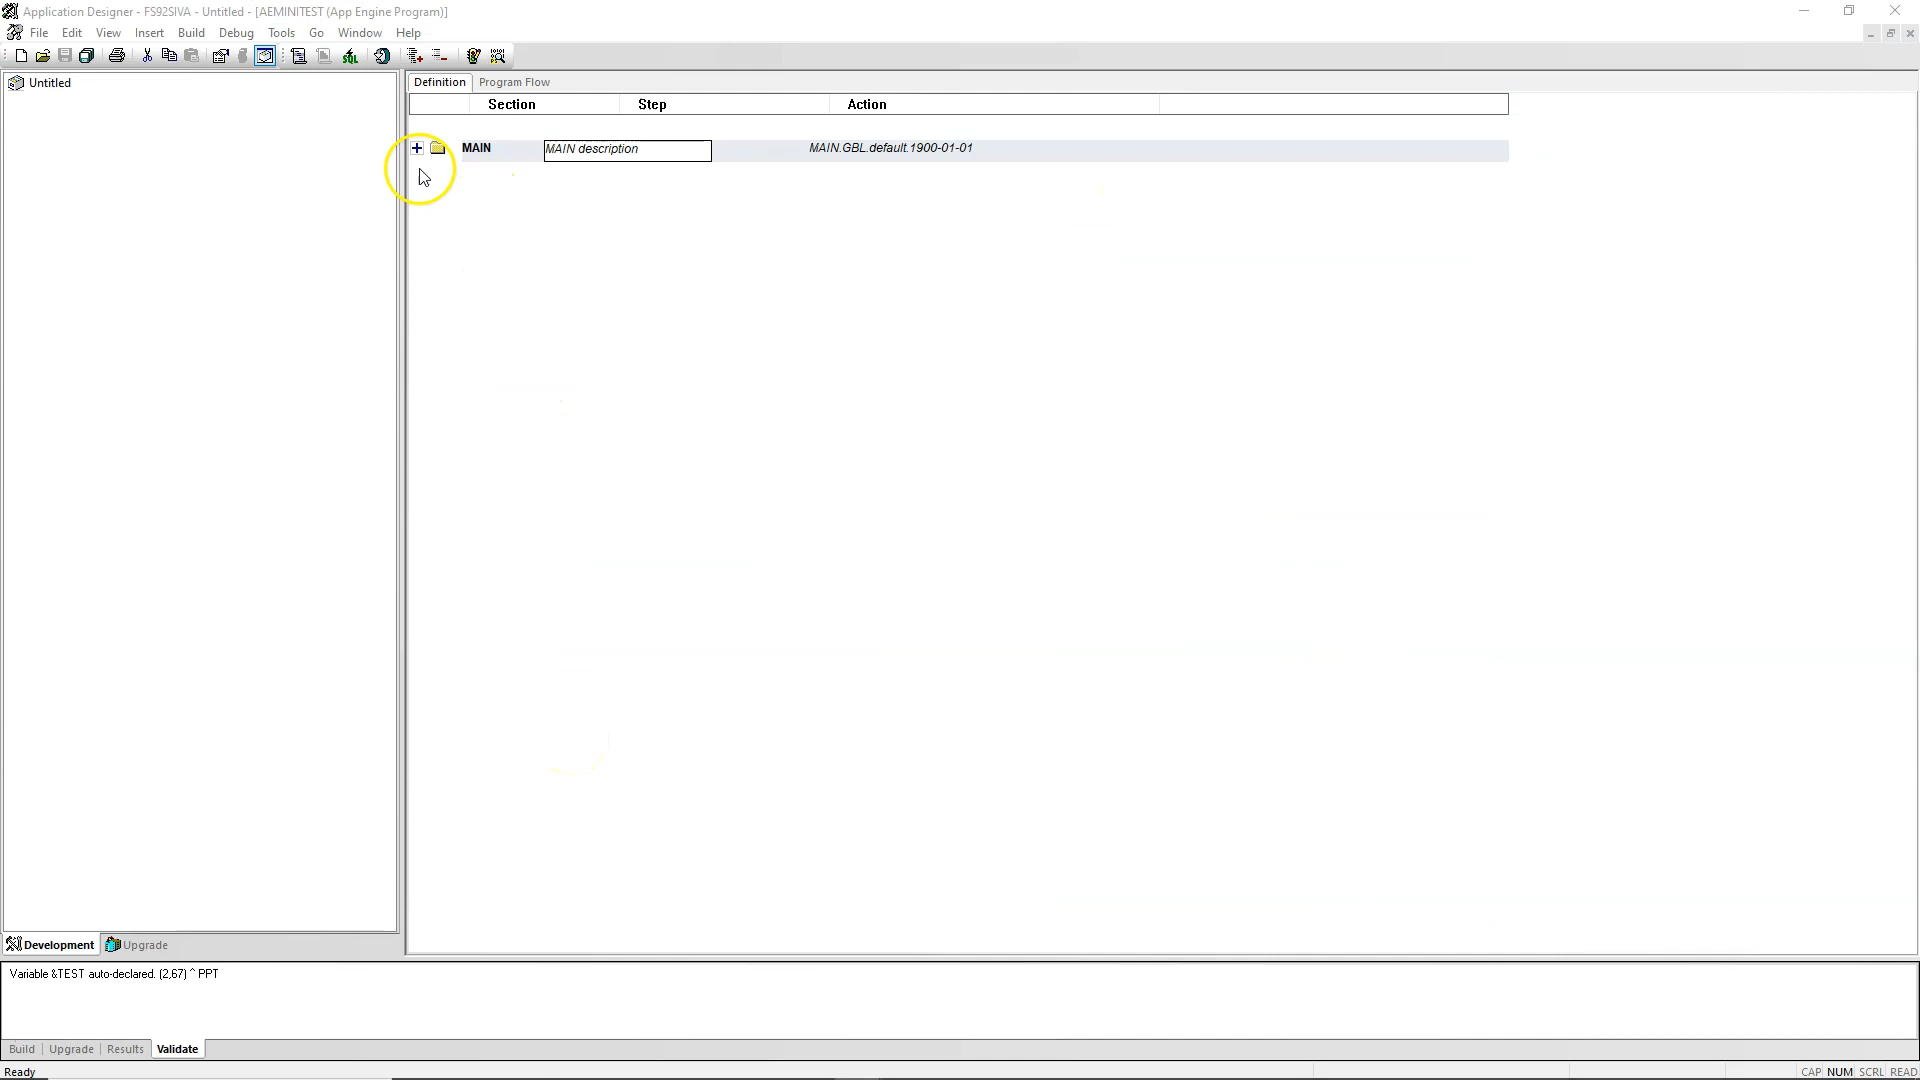 Application Designer - FS92SIVA - Untitled - [AEMINITEST (App Engine Program)]
File Edit View Insert Build Debug Tools Go Window Help
SQL
Untitled
Definition Program Flow
Section Step Action
MAIN MAIN description MAIN.GBL.default.1900-01-01
Development Upgrade
Variable &TEST auto-declared. (2,67) ^ PPT
Build Upgrade Results Validate
Ready CAP NUM SCRL READ